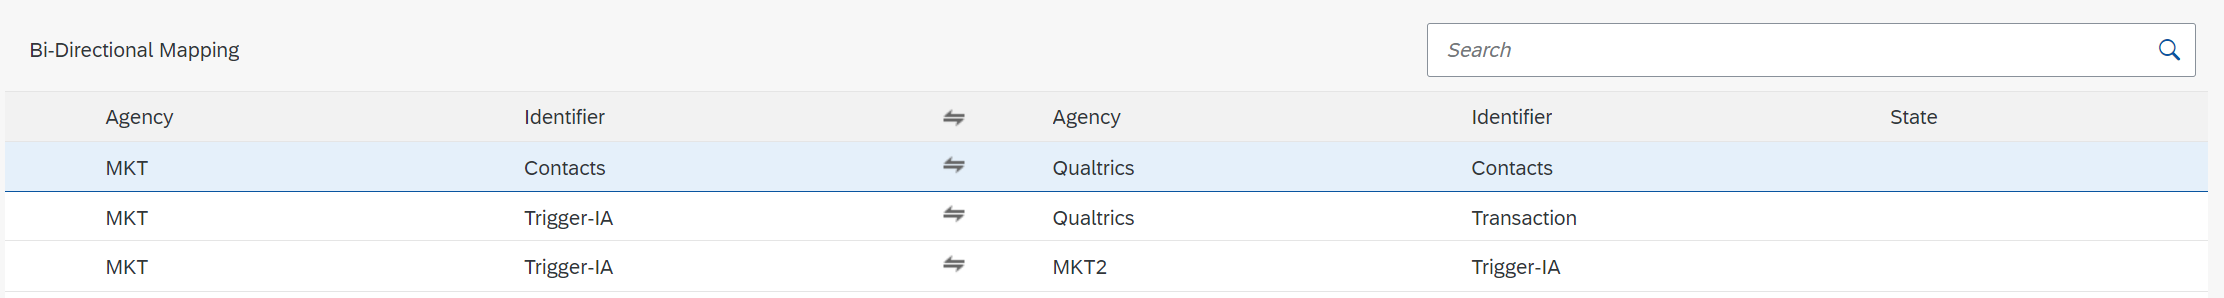 Bi-Directional Mapping Search
Agency Identifier ⇌ Agency Identifier State
MKT Contacts ⇌ Qualtrics Contacts
MKT Trigger-IA ⇌ Qualtrics Transaction
MKT Trigger-IA ⇌ MKT2 Trigger-IA